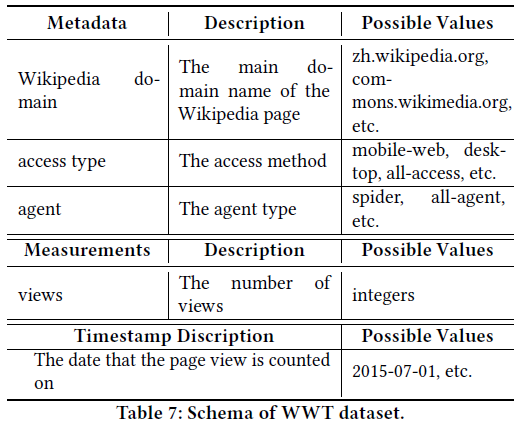 Metadata Description Possible Values
Wikipedia do-
main
The main do-
main name of the
Wikipedia page
zh.wikipedia.org,
com-
mons.wikimedia.org,
etc.
access type
The access method
mobile-web, desk-
top, all-access, etc.
agent
The agent type
spider, all-agent,
etc.
Measurements Description Possible Values
views
The number of
views
integers
Timestamp Discription Possible Values
The date that the page view is counted
on
2015-07-01, etc.
Table 7: Schema of WWT dataset.